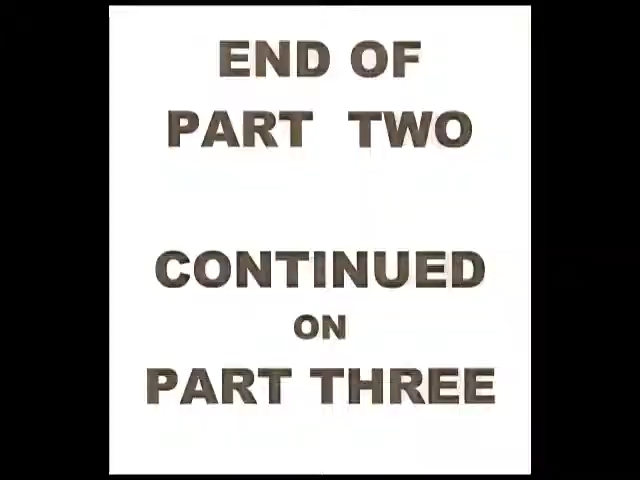 END OF
PART TWO
CONTINUED
ON
PART THREE